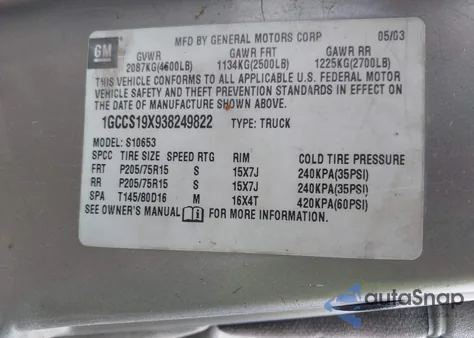 GM
MFD BY GENERAL MOTORS CORP 05/03
GVWR GAWR FRT GAWR RR
2087KG(4600LB) 1134KG(2500LB) 1225KG(2700LB)
THIS VEHICLE CONFORMS TO ALL APPLICABLE U.S. FEDERAL MOTOR
VEHICLE SAFETY AND THEFT PREVENTION STANDARDS IN EFFECT ON
THE DATE OF MANUFACTURE SHOWN ABOVE.
1GCCS19X938249822 TYPE: TRUCK
MODEL: S10653
SPCC TIRE SIZE SPEED RTG RIM COLD TIRE PRESSURE
FRT P205/75R15 S 15X7J 240KPA(35PSI)
RR P205/75R15 S 15X7J 240KPA(35PSI)
SPA T145/80D16 M 16X4T 420KPA(60PSI)
SEE OWNER'S MANUAL FOR MORE INFORMATION.
autoSnap